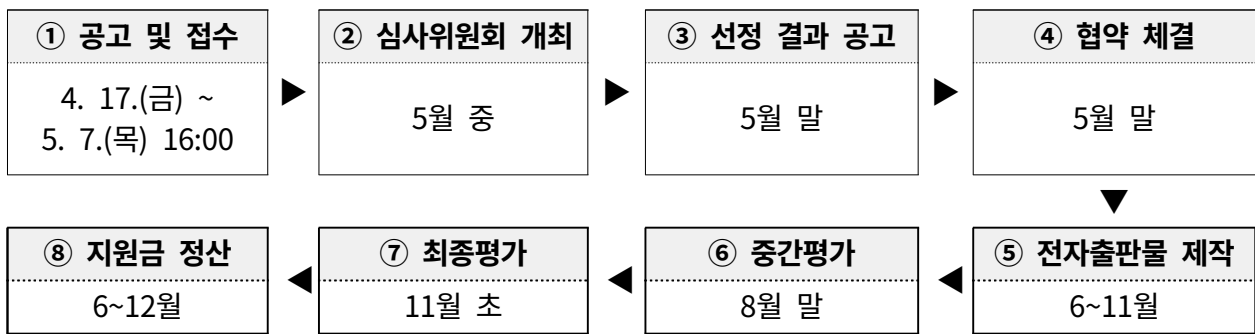 ① 공고 및 접수
4. 17.(금) ~
5. 7.(목) 16:00
② 심사위원회 개최
5월 중
③ 선정 결과 공고
5월 말
④ 협약 체결
5월 말
⑤ 전자출판물 제작
6~11월
⑥ 중간평가
8월 말
⑦ 최종평가
11월 초
⑧ 지원금 정산
6~12월